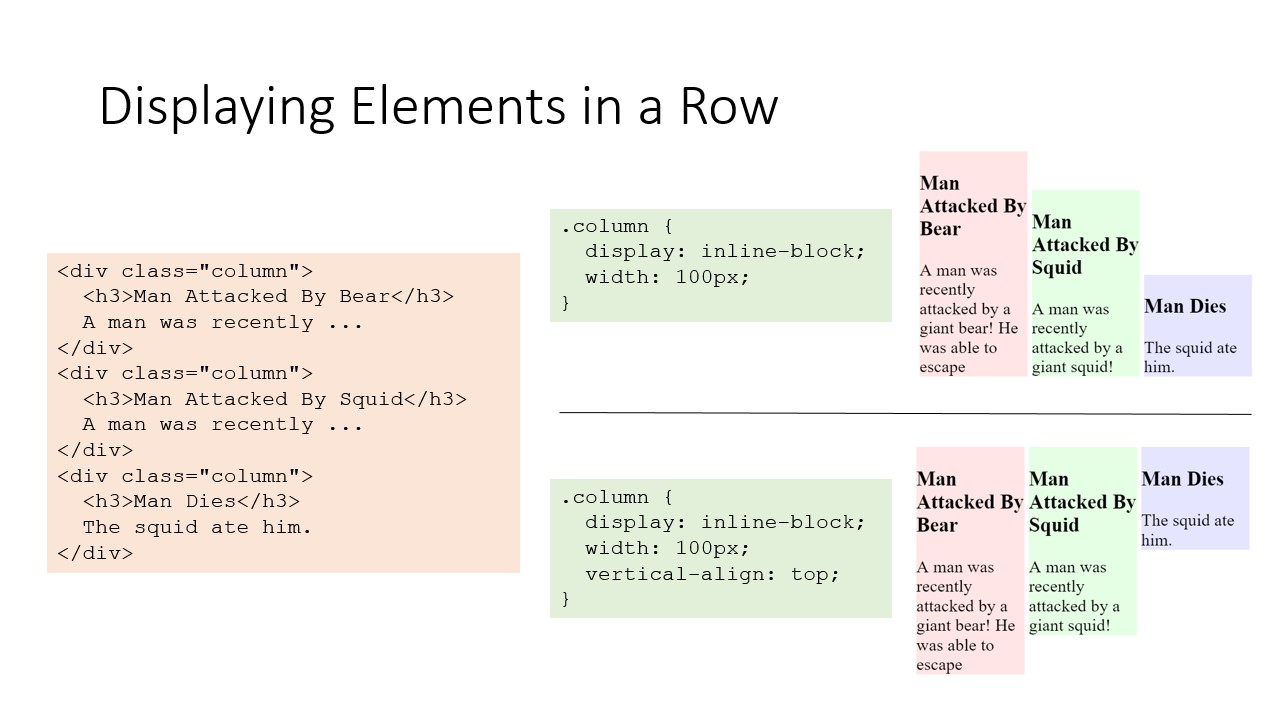 Displaying Elements in a Row
<div class="column">
  <h3>Man Attacked By Bear</h3>
  A man was recently ...
</div>
<div class="column">
  <h3>Man Attacked By Squid</h3>
  A man was recently ...
</div>
<div class="column">
  <h3>Man Dies</h3>
  The squid ate him.
</div>
.column {
  display: inline-block;
  width: 100px;
}
Man
Attacked By
Bear
A man was
recently
attacked by a
giant bear! He
was able to
escape
Man
Attacked By
Squid
A man was
recently
attacked by a
giant squid!
Man Dies
The squid ate
him.
.column {
  display: inline-block;
  width: 100px;
  vertical-align: top;
}
Man
Attacked By
Bear
A man was
recently
attacked by a
giant bear! He
was able to
escape
Man
Attacked By
Squid
A man was
recently
attacked by a
giant squid!
Man Dies
The squid ate
him.